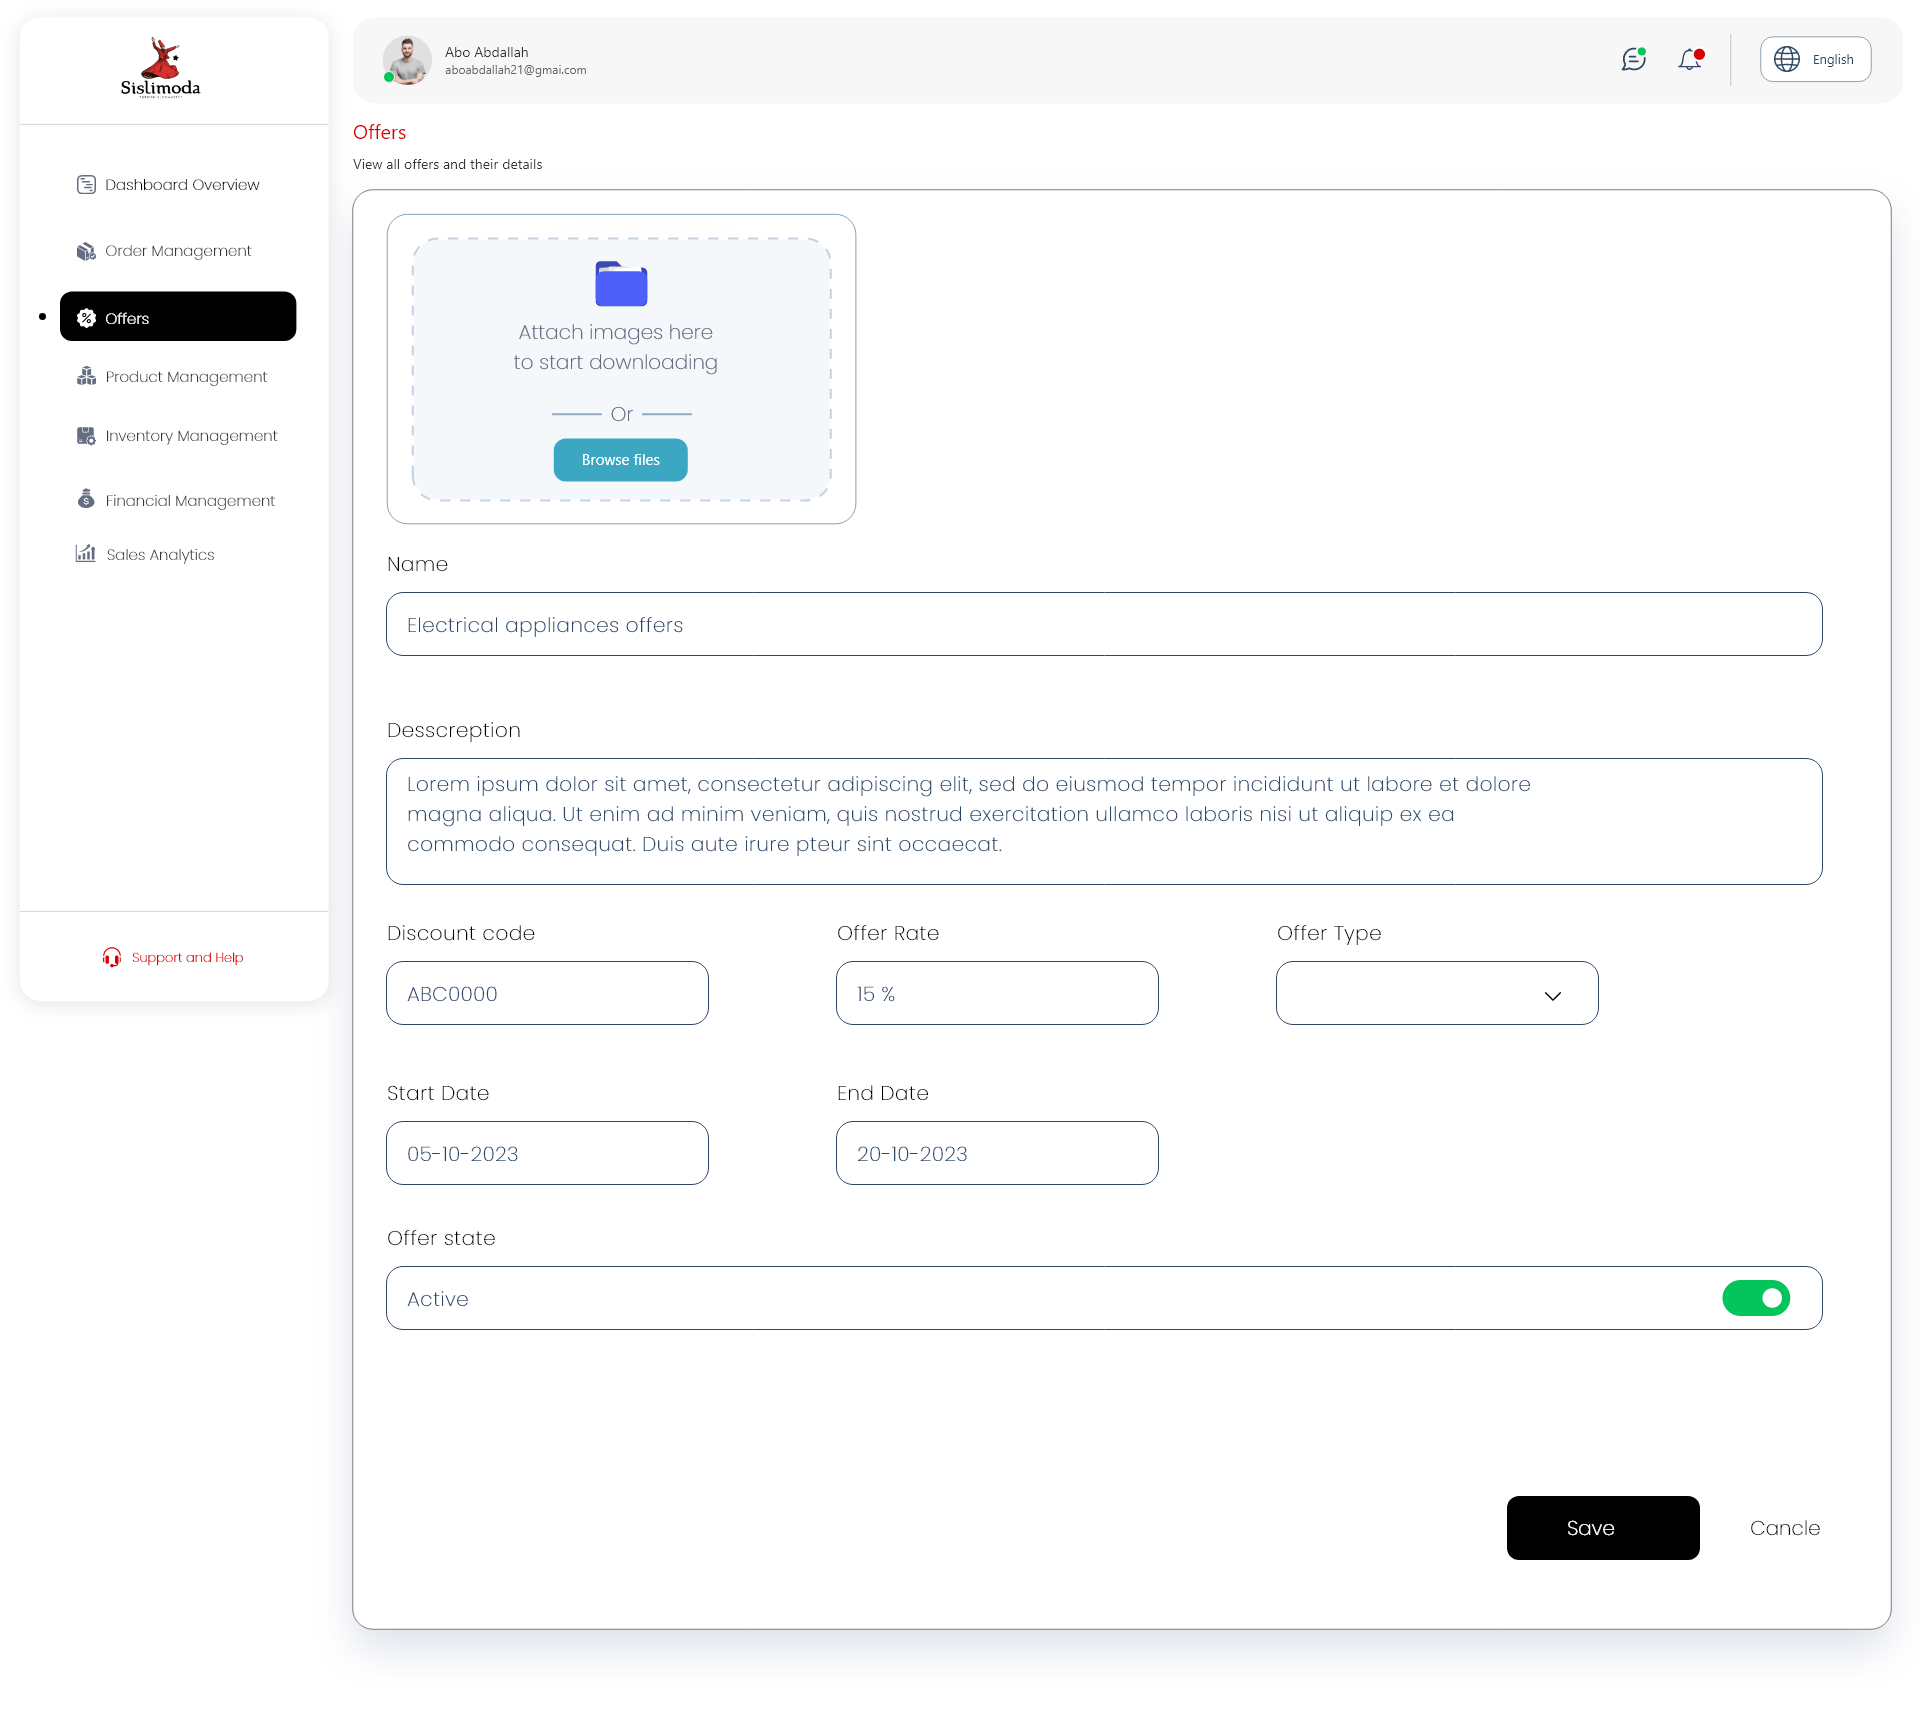 Sislimoda
Dashboard Overview
Order Management
Offers
Product Management
Inventory Management
Financial Management
Sales Analytics
Support and Help
Abo Abdallah
aboabdallah21@gmai.com
English
Offers
View all offers and their details
Attach images here
to start downloading
Or
Browse files
Name
Electrical appliances offers
Desscreption
Lorem ipsum dolor sit amet, consectetur adipiscing elit, sed do eiusmod tempor incididunt ut labore et dolore
magna aliqua. Ut enim ad minim veniam, quis nostrud exercitation ullamco laboris nisi ut aliquip ex ea
commodo consequat. Duis aute irure pteur sint occaecat.
Discount code
Offer Rate
Offer Type
ABC0000
15 %
Start Date
End Date
05-10-2023
20-10-2023
Offer state
Active
Save
Cancle